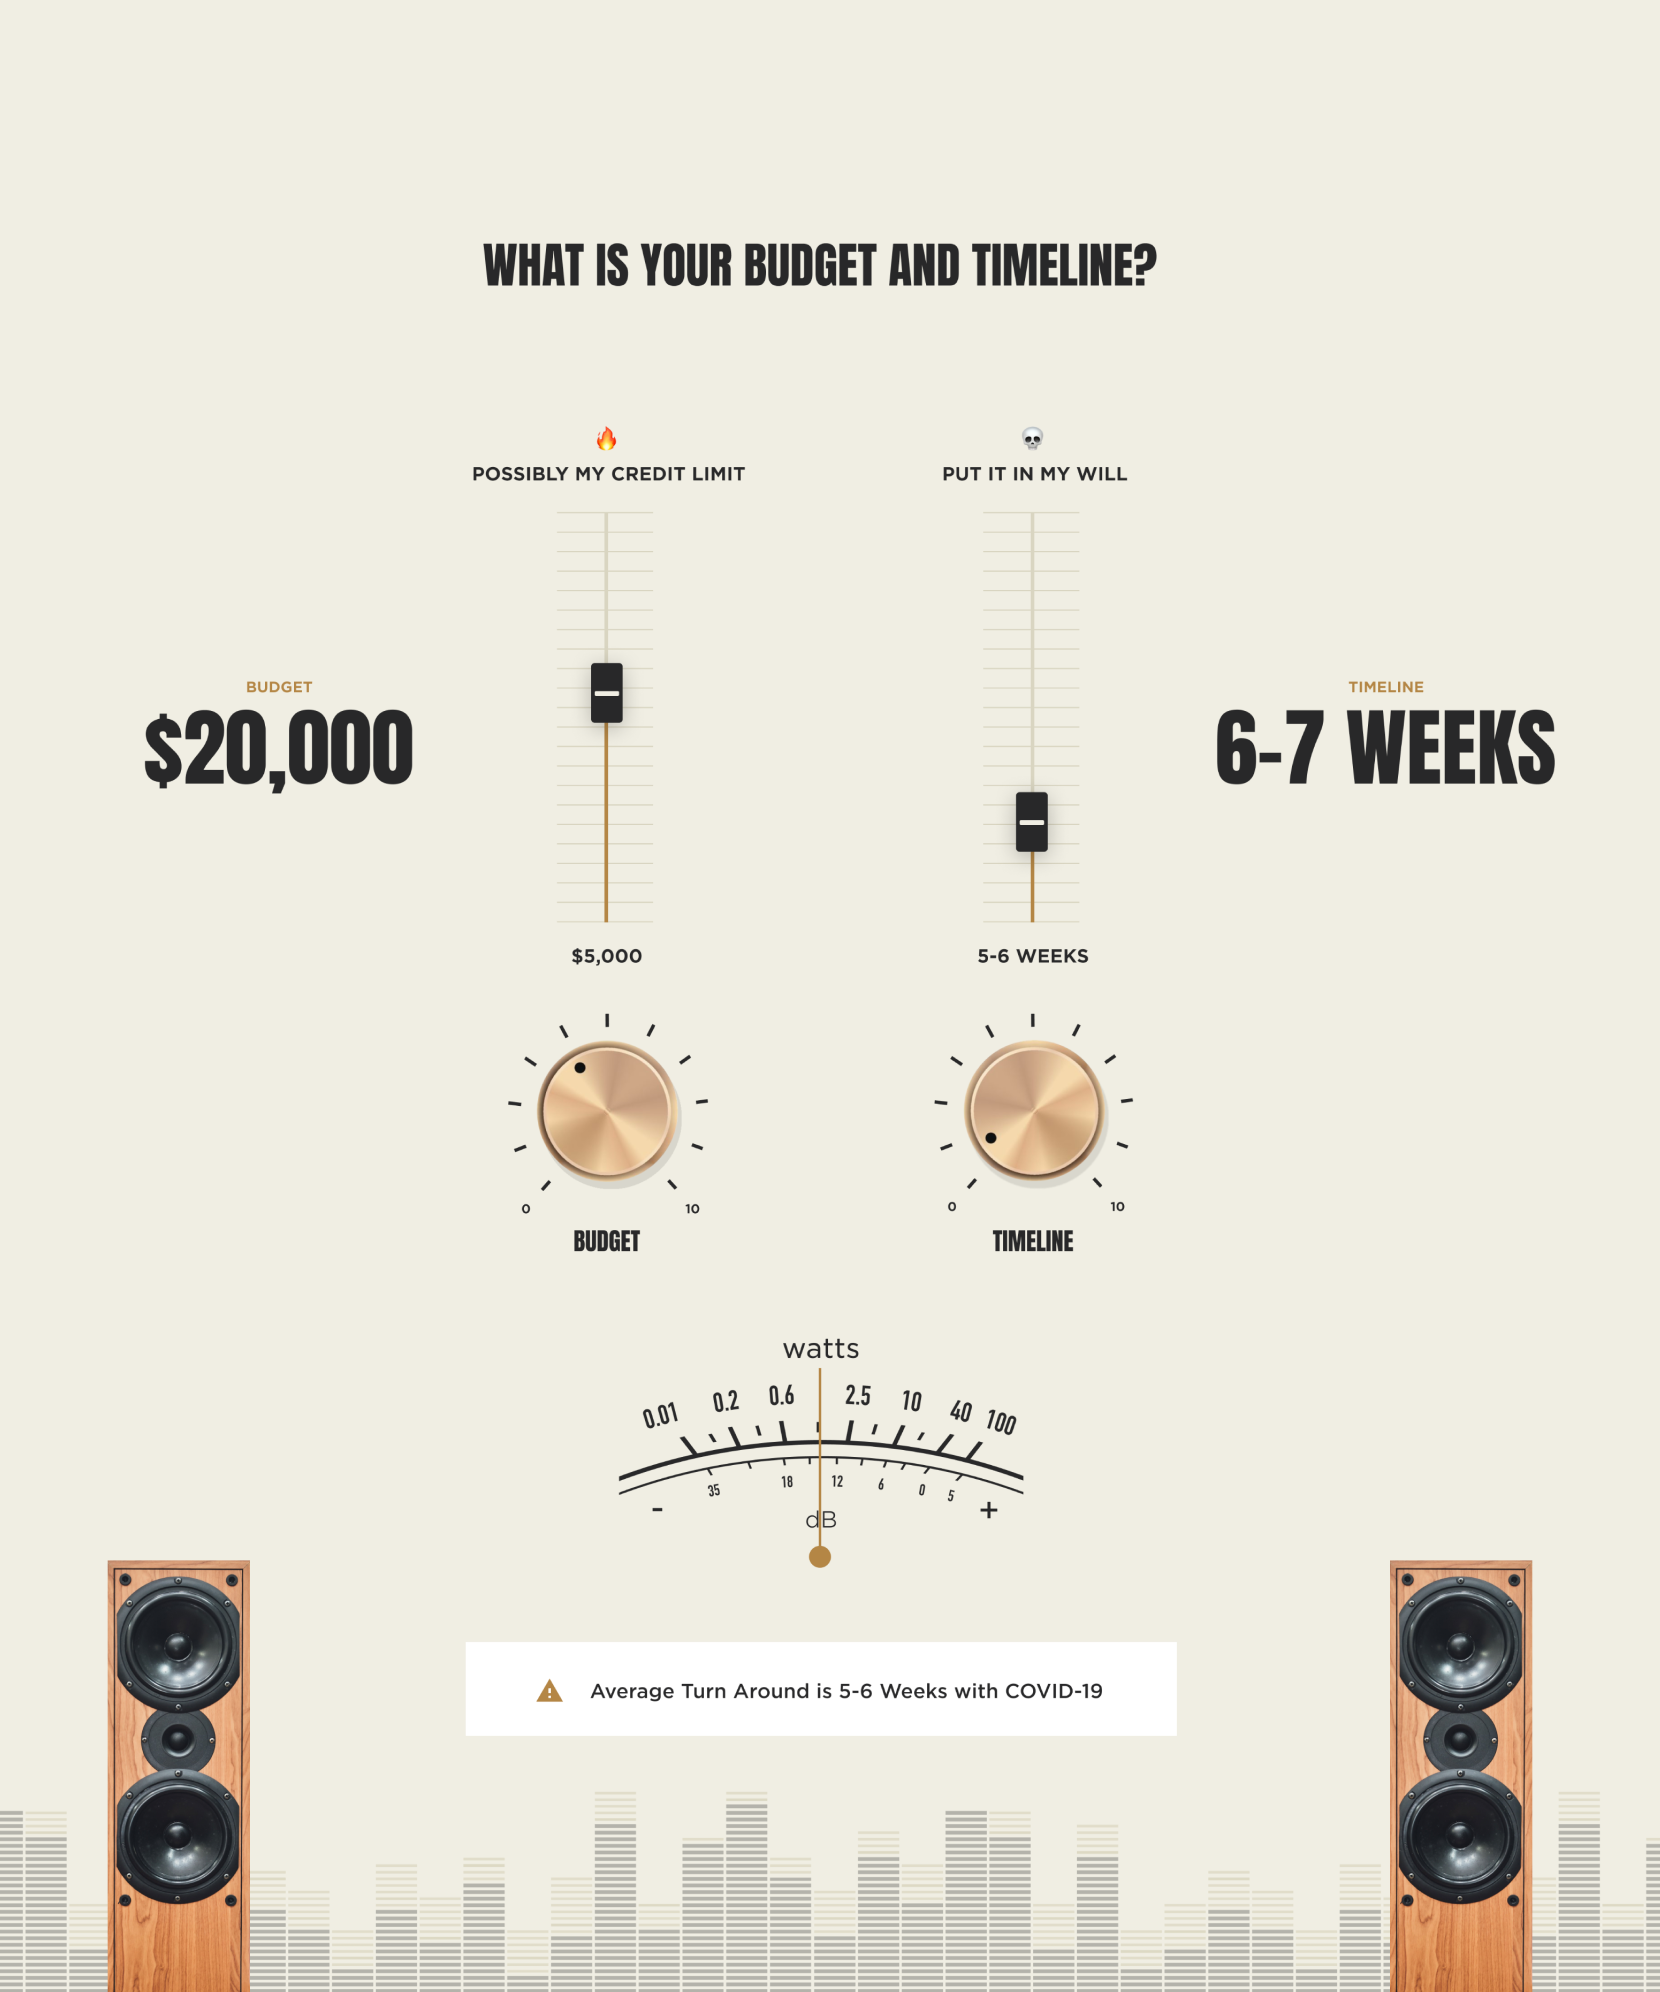 WHAT IS YOUR BUDGET AND TIMELINE?
POSSIBLY MY CREDIT LIMIT
PUT IT IN MY WILL
BUDGET
$20,000
TIMELINE
6-7 WEEKS
$5,000
5-6 WEEKS
0
10
BUDGET
0
10
TIMELINE
watts
0.01 0.2 0.6 2.5 10 40 100
35 18 12 6 0 5
- +
dB
Average Turn Around is 5-6 Weeks with COVID-19